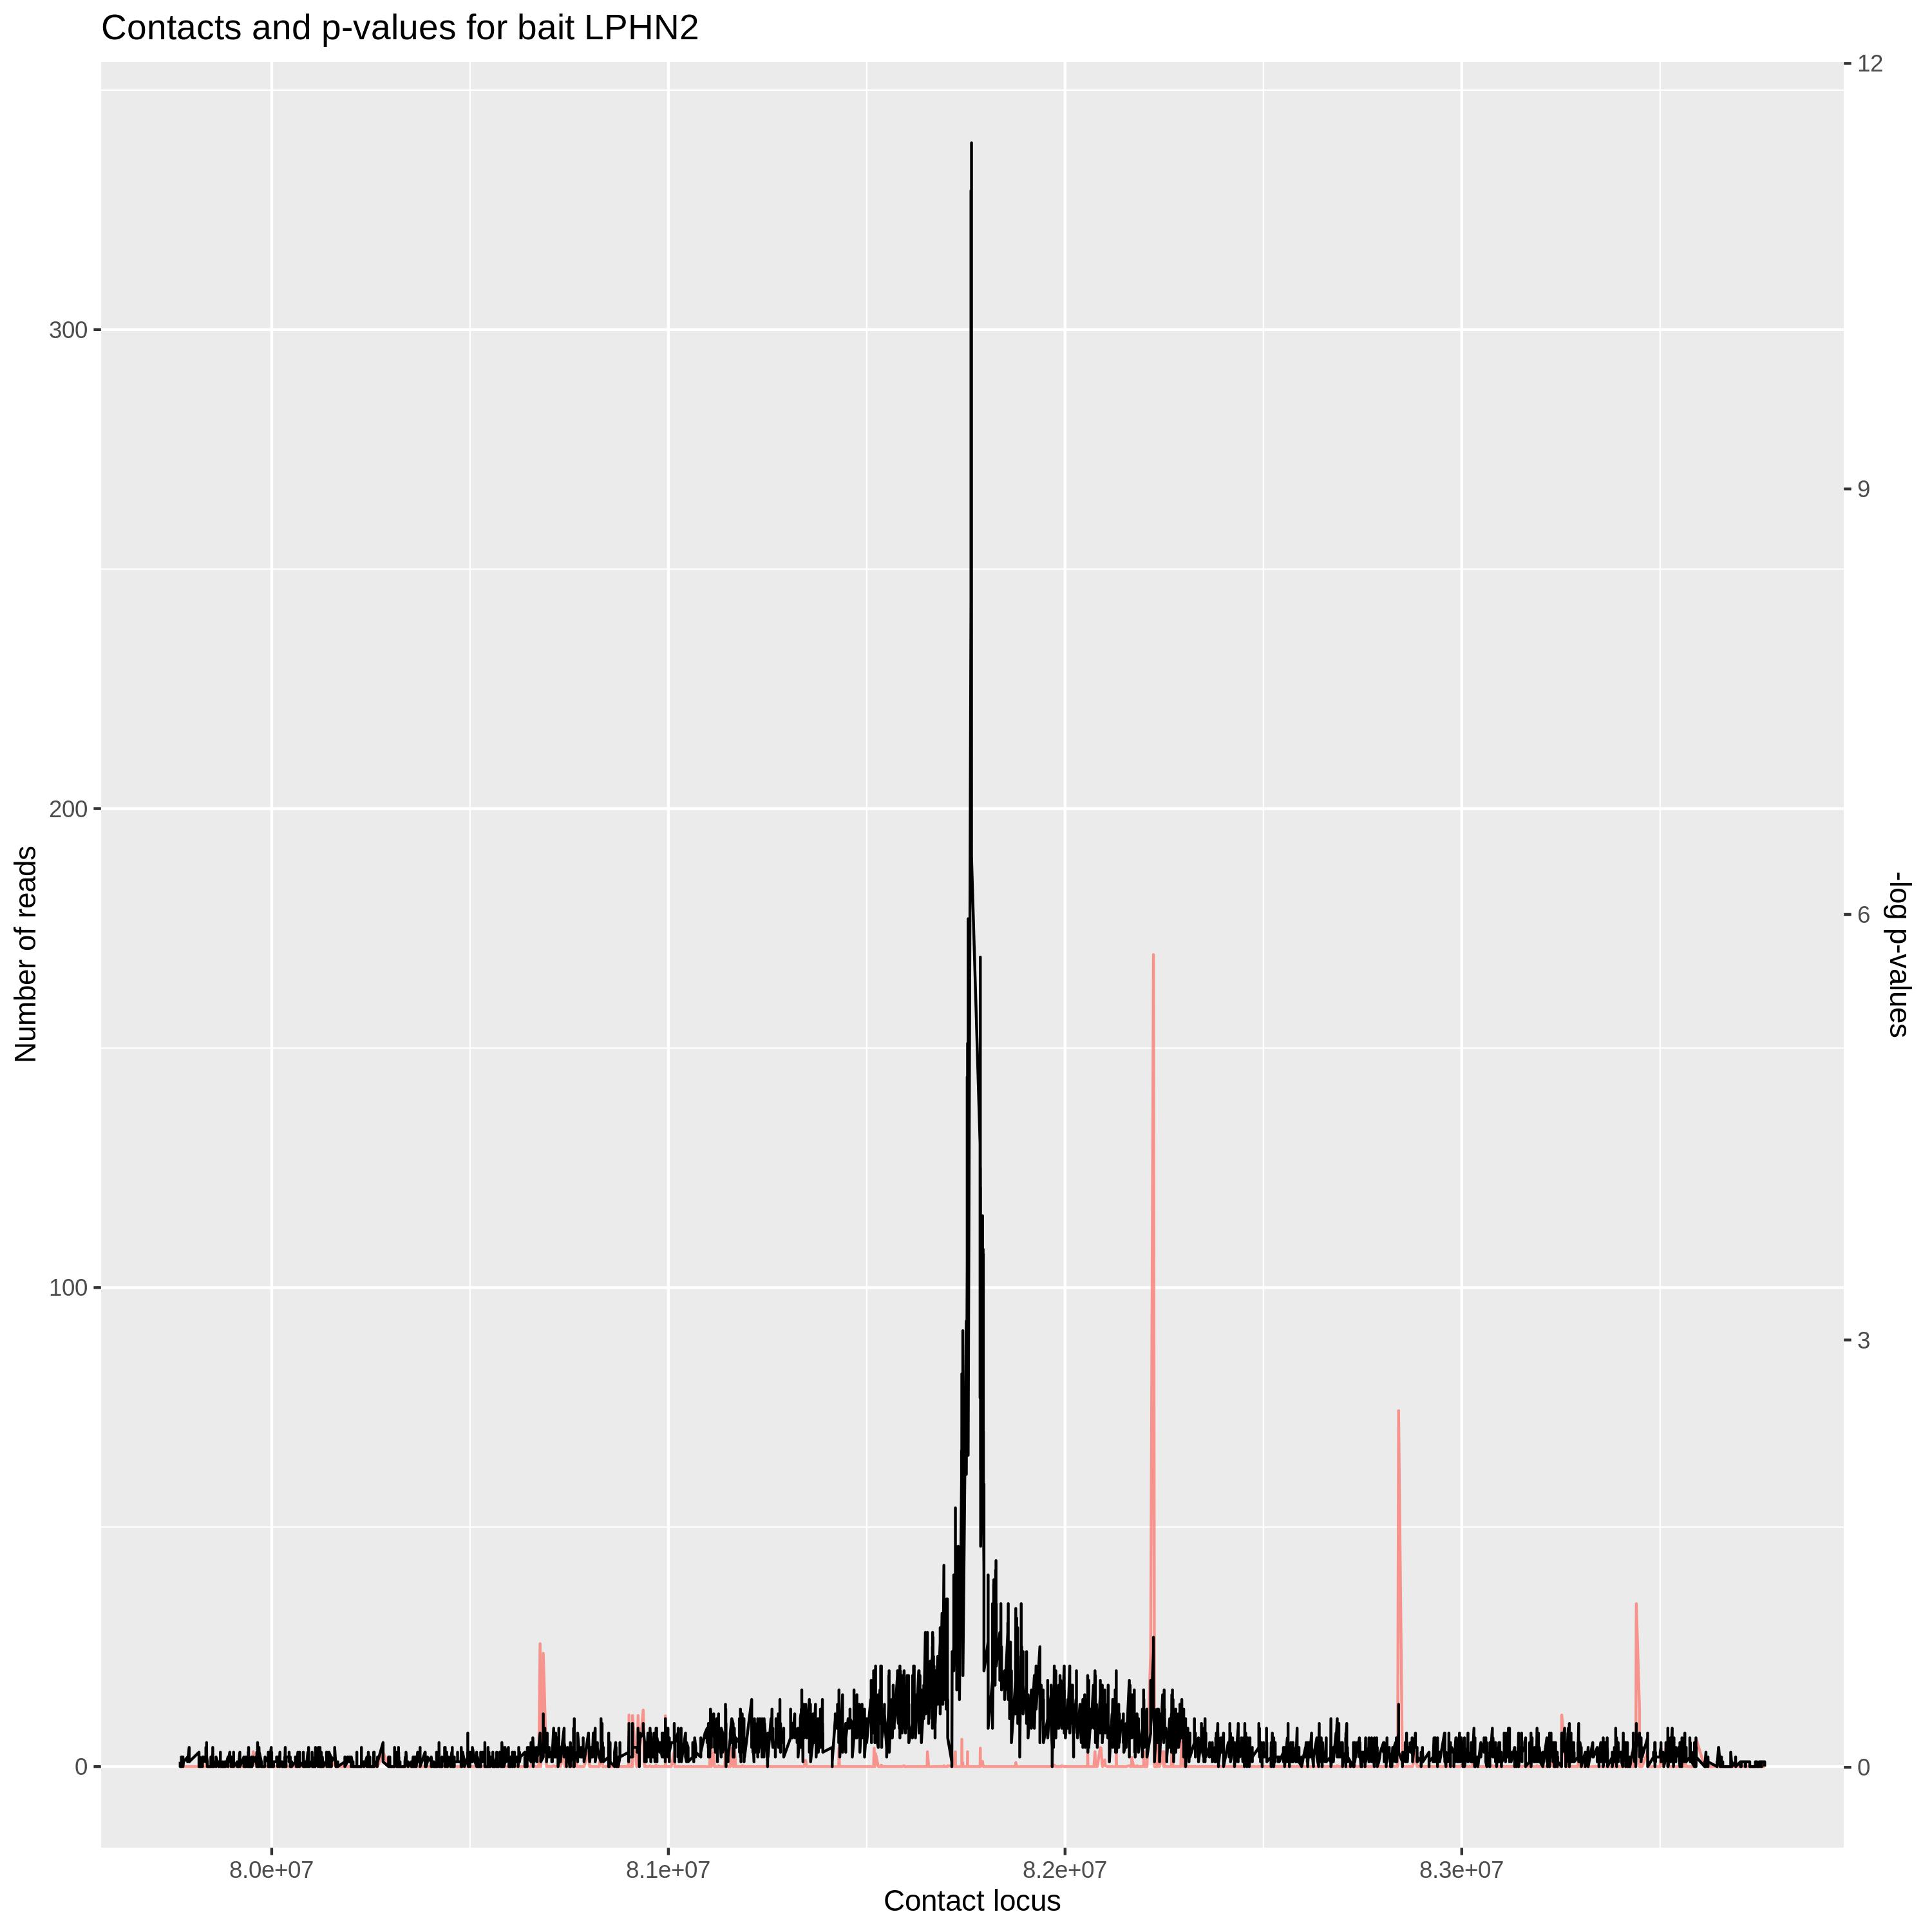 Contacts and p-values for bait LPHN2
12
9
6
3
0
-log p-values
300
200
100
0
Number of reads
8.0e+07 8.1e+07 8.2e+07 8.3e+07
Contact locus